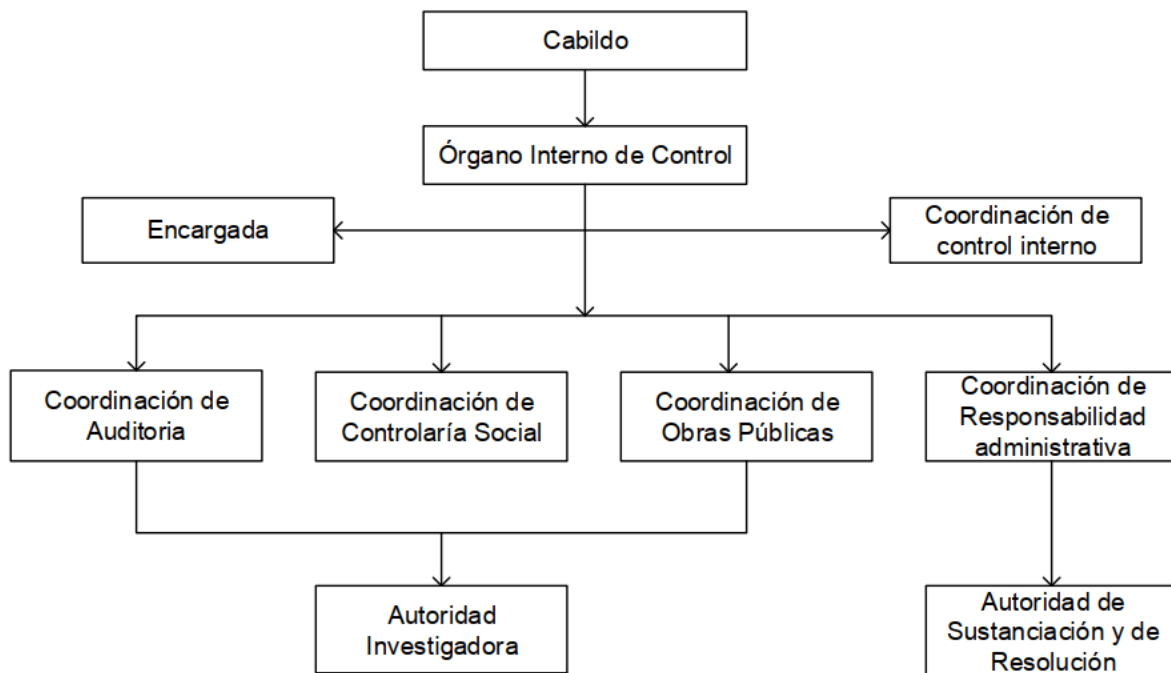 Cabildo
Órgano Interno de Control
Encargada
Coordinación de
control interno
Coordinación de
Auditoria
Coordinación de
Controlaría Social
Coordinación de
Obras Públicas
Coordinación de
Responsabilidad
administrativa
Autoridad
Investigadora
Autoridad de
Sustanciación y de
Resolución